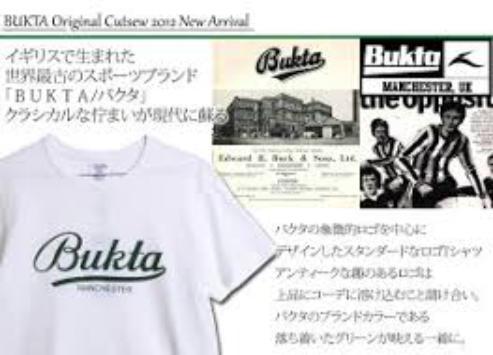 BUKTA Original Cutsew 2012 New Arrival
イギリスで生まれた
世界最古のスポーツブランド
「BUKTA/バクタ」
クラシカルな佇まいが現代に蘇る
Bukta
Edward R. Buck & Sons, Ltd.
Bukta
MANCHESTER, UK
the opposit
Bukta
MANCHESTER
バクタの象徴的ロゴを中心に
デザインしたスタンダードなロゴTシャツ
アンティークな趣のあるロゴは
上品にコーデに溶け込むこと請け合い。
バクタのブランドカラーである
落ち着いたグリーンが映える一緒に。